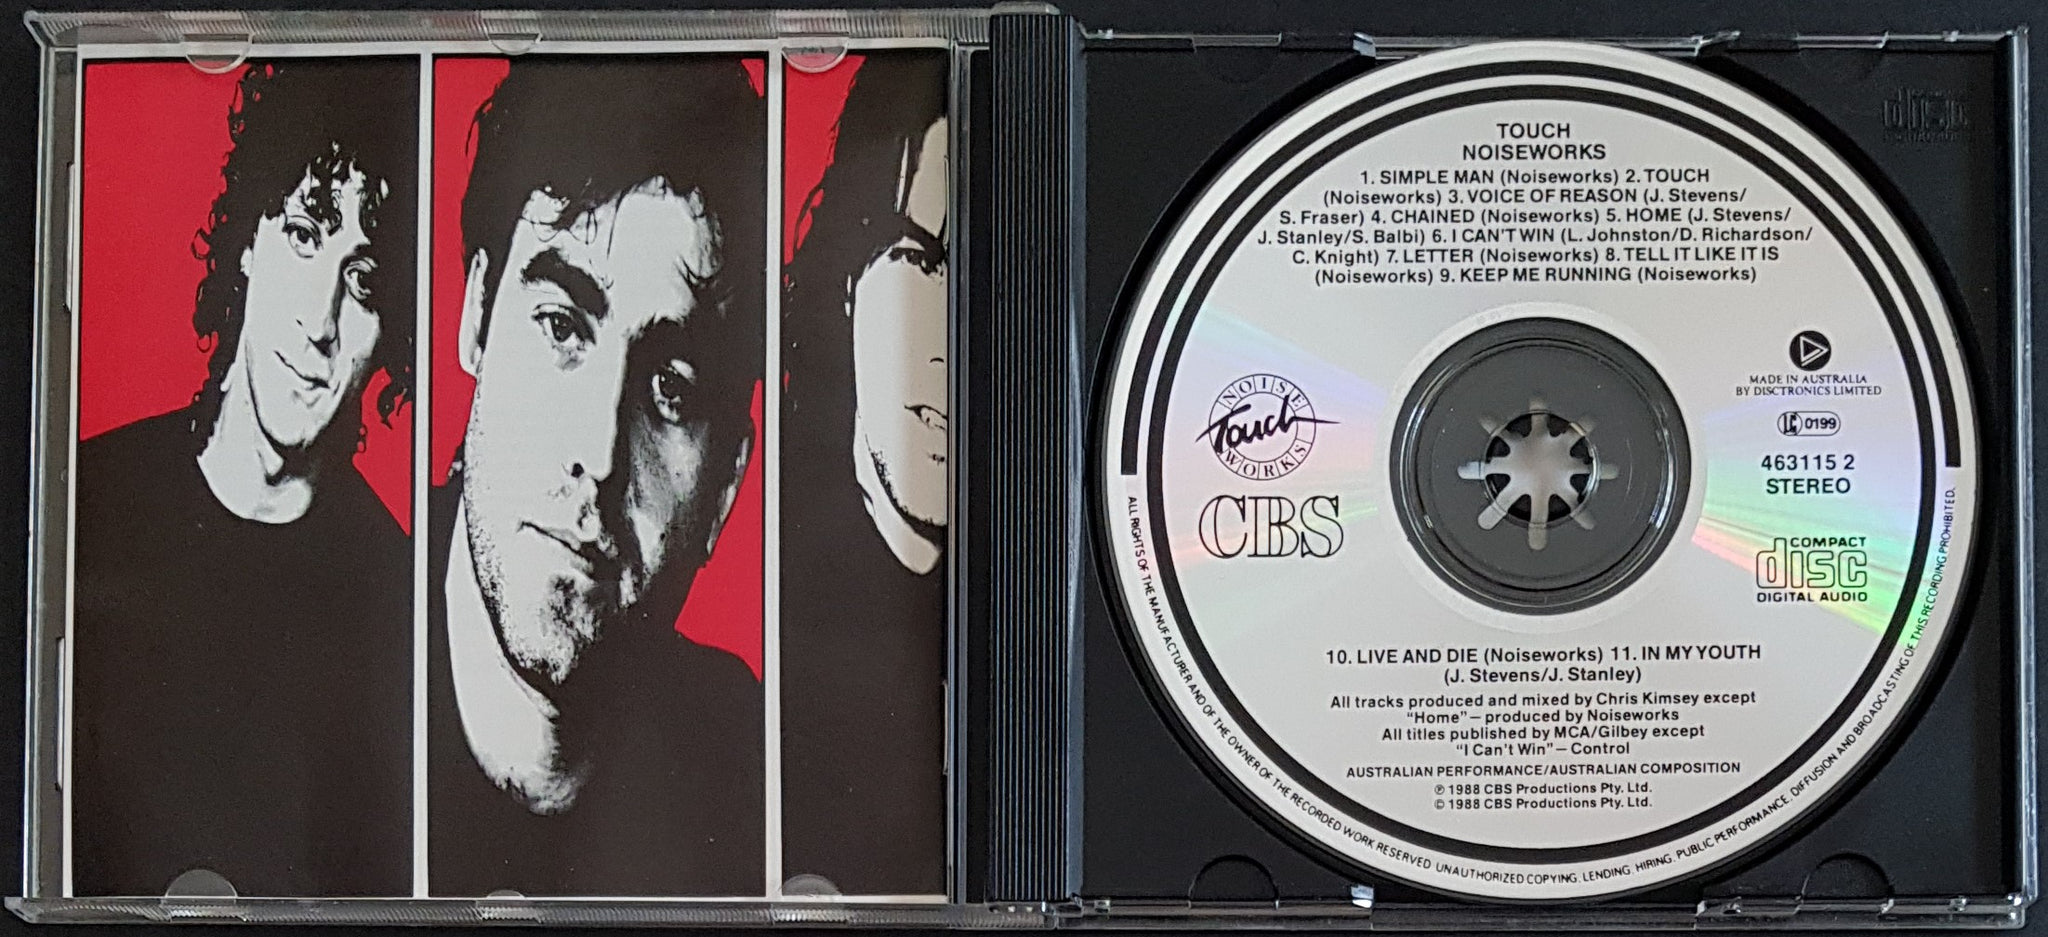 TOUCH
NOISEWORKS
1. SIMPLE MAN (Noiseworks) 2. TOUCH
(Noiseworks) 3. VOICE OF REASON (J. Stevens/
S. Fraser) 4. CHAINED (Noiseworks) 5. HOME (J. Stevens/
J. Stanley/S. Balbi) 6. I CAN'T WIN (L. Johnston/D. Richardson/
C. Knight) 7. LETTER (Noiseworks) 8. TELL IT LIKE IT IS
(Noiseworks) 9. KEEP ME RUNNING (Noiseworks)
NOISE
Touch
WORKS
CBS
MADE IN AUSTRALIA
BY DISCTRONICS LIMITED
LC 0199
463115 2
STEREO
COMPACT
disc
DIGITAL AUDIO
10. LIVE AND DIE (Noiseworks) 11. IN MY YOUTH
(J. Stevens/J. Stanley)
All tracks produced and mixed by Chris Kimsey except
"Home" – produced by Noiseworks
All titles published by MCA/Gilbey except
"I Can't Win" – Control
AUSTRALIAN PERFORMANCE/AUSTRALIAN COMPOSITION
℗ 1988 CBS Productions Pty. Ltd.
© 1988 CBS Productions Pty. Ltd.
ALL RIGHTS OF THE MANUFACTURER AND OF THE OWNER OF THE RECORDED WORK RESERVED. UNAUTHORIZED COPYING, LENDING, HIRING, PUBLIC PERFORMANCE, DIFFUSION AND BROADCASTING OF THIS RECORDING PROHIBITED.
disc